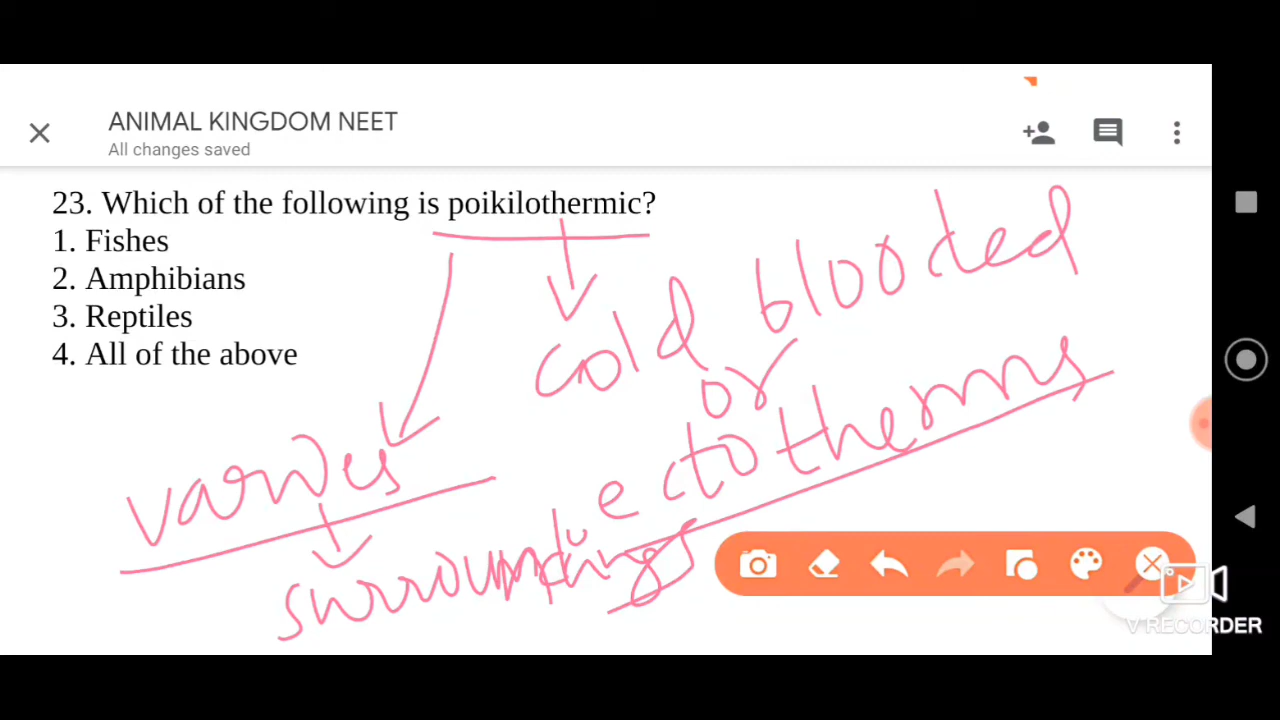 ANIMAL KINGDOM NEET
All changes saved
23. Which of the following is poikilothermic?
1. Fishes
2. Amphibians
3. Reptiles
4. All of the above
cold blooded
or
ectotherms
varies
surroundings
V RECORDER